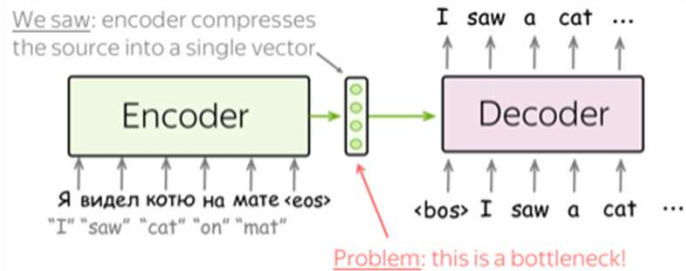 We saw: encoder compresses
the source into a single vector
I saw a cat ...
Encoder
Decoder
Я видел котю на мате <eos>
"I" "saw" "cat" "on" "mat"
<bos> I saw a cat ...
Problem: this is a bottleneck!